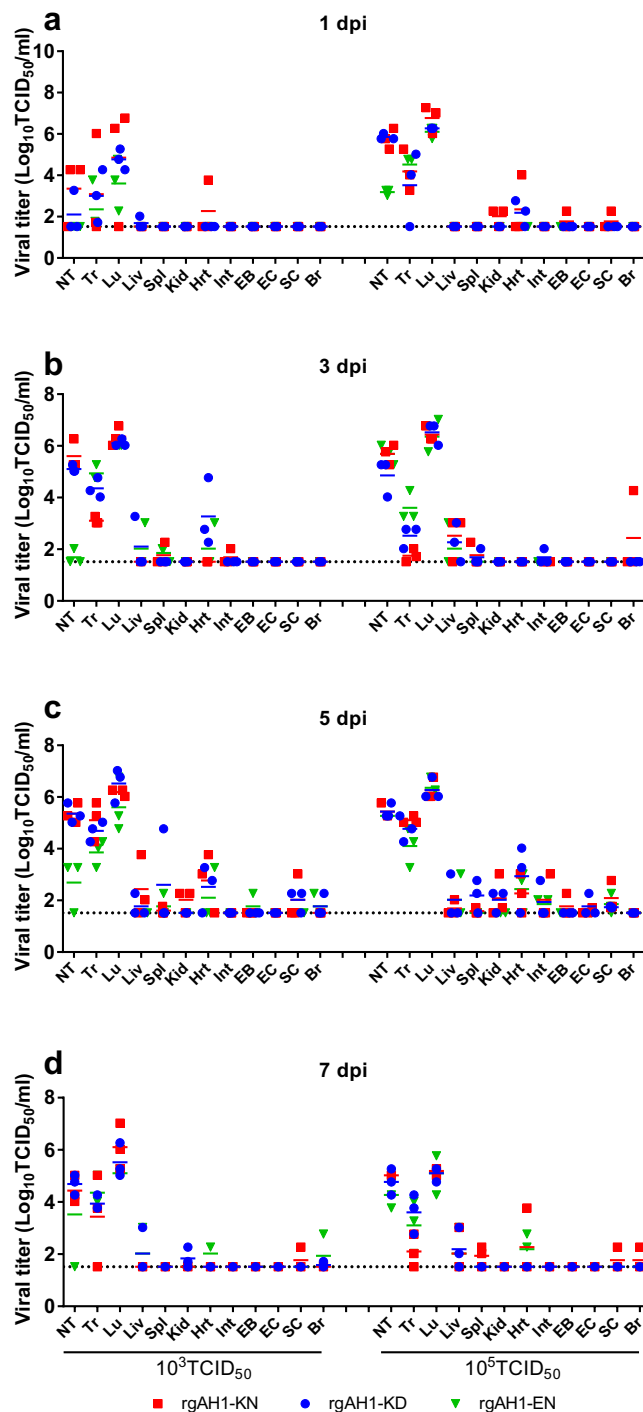 a 1 dpi
Viral titer (Log10TCID50/ml)
10
8
6
4
2
0
NT Tr Lu Liv Spl Kid Hrt Int EB EC SC Br NT Tr Lu Liv Spl Kid Hrt Int EB EC SC Br
b 3 dpi
Viral titer (Log10TCID50/ml)
8
6
4
2
0
NT Tr Lu Liv Spl Kid Hrt Int EB EC SC Br NT Tr Lu Liv Spl Kid Hrt Int EB EC SC Br
c 5 dpi
Viral titer (Log10TCID50/ml)
8
6
4
2
0
NT Tr Lu Liv Spl Kid Hrt Int EB EC SC Br NT Tr Lu Liv Spl Kid Hrt Int EB EC SC Br
d 7 dpi
Viral titer (Log10TCID50/ml)
8
6
4
2
0
NT Tr Lu Liv Spl Kid Hrt Int EB EC SC Br NT Tr Lu Liv Spl Kid Hrt Int EB EC SC Br
10³TCID50 10⁵TCID50
rgAH1-KN rgAH1-KD rgAH1-EN